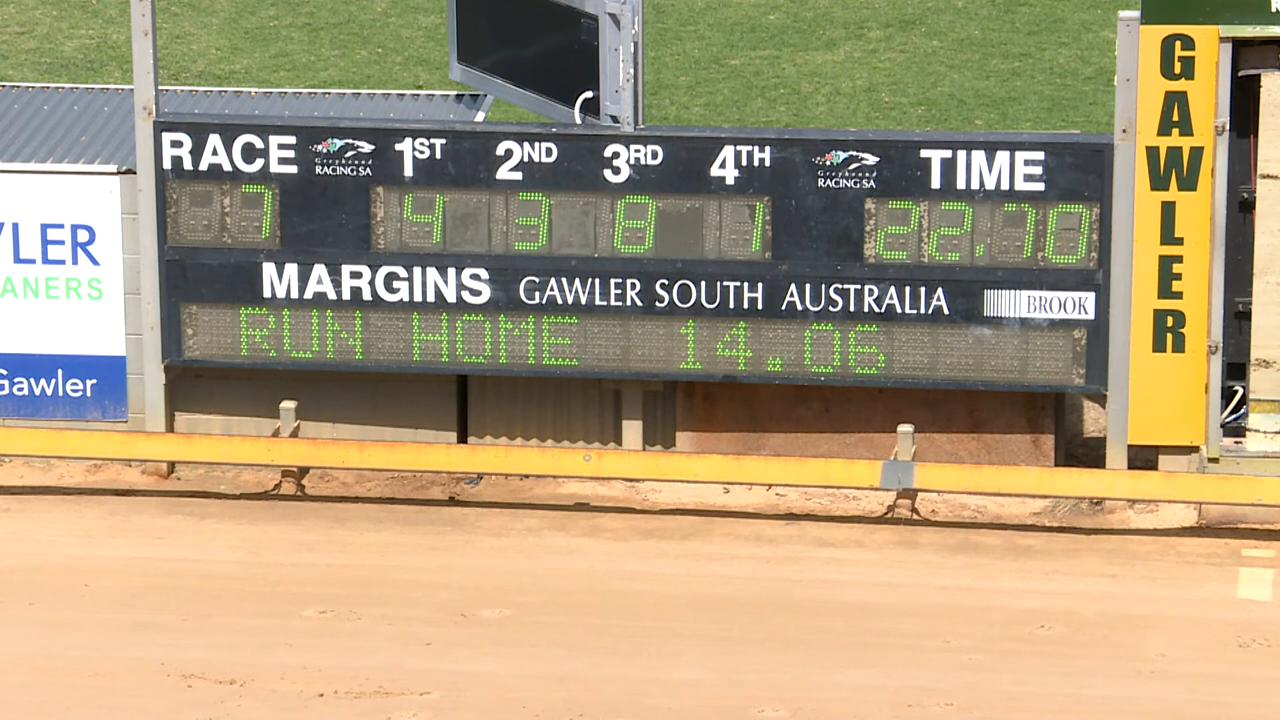 RACE
Greyhound
RACING SA
1ST 2ND 3RD 4TH
Greyhound
RACING SA
TIME
7 4 3 8 1 22.70
MARGINS GAWLER SOUTH AUSTRALIA BROOK
RUN HOME 14.06
GAWLER
LER
ANERS
Gawler